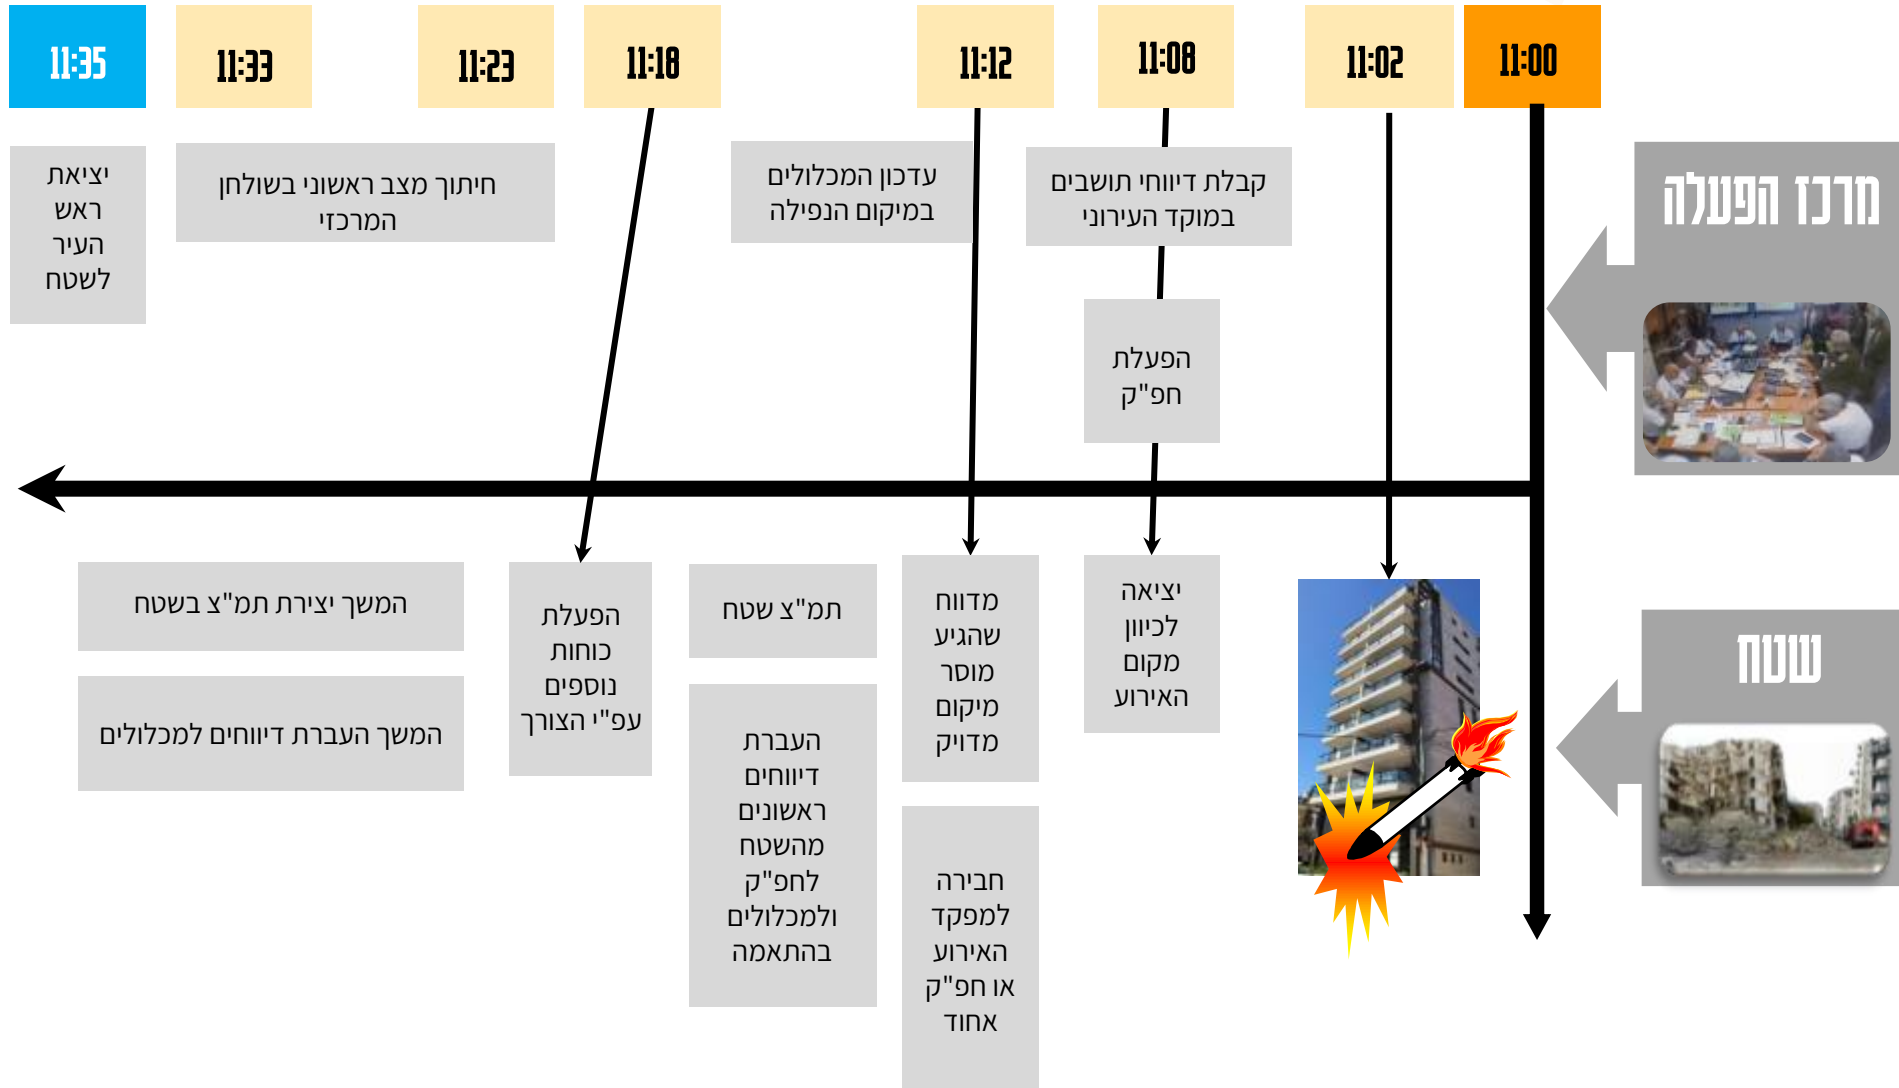 11:00
11:02
11:08
11:12
11:18
11:23
11:33
11:35
מרכז הפעלה
קבלת דיווחי תושבים
במוקד העירוני
הפעלת
חפ"ק
עדכון המכלולים
במיקום הנפילה
חיתוך מצב ראשוני בשולחן
המרכזי
יציאת
ראש
העיר
לשטח
שטח
יציאה
לכיוון
מקום
האירוע
מדווח
שהגיע
מוסר
מיקום
מדויק
חבירה
למפקד
האירוע
או חפ"ק
אחוד
תמ"צ שטח
העברת
דיווחים
ראשונים
מהשטח
לחפ"ק
ולמכלולים
בהתאמה
הפעלת
כוחות
נוספים
עפ"י הצורך
המשך יצירת תמ"צ בשטח
המשך העברת דיווחים למכלולים